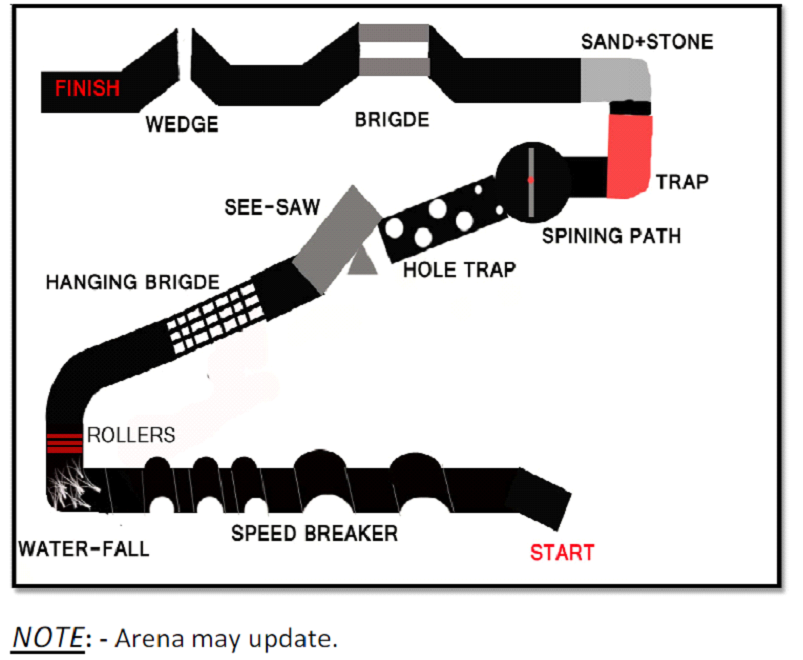 SAND+STONE
FINISH
WEDGE
BRIGDE
TRAP
SEE-SAW
SPINING PATH
HOLE TRAP
HANGING BRIGDE
ROLLERS
SPEED BREAKER
WATER-FALL
START
NOTE: - Arena may update.